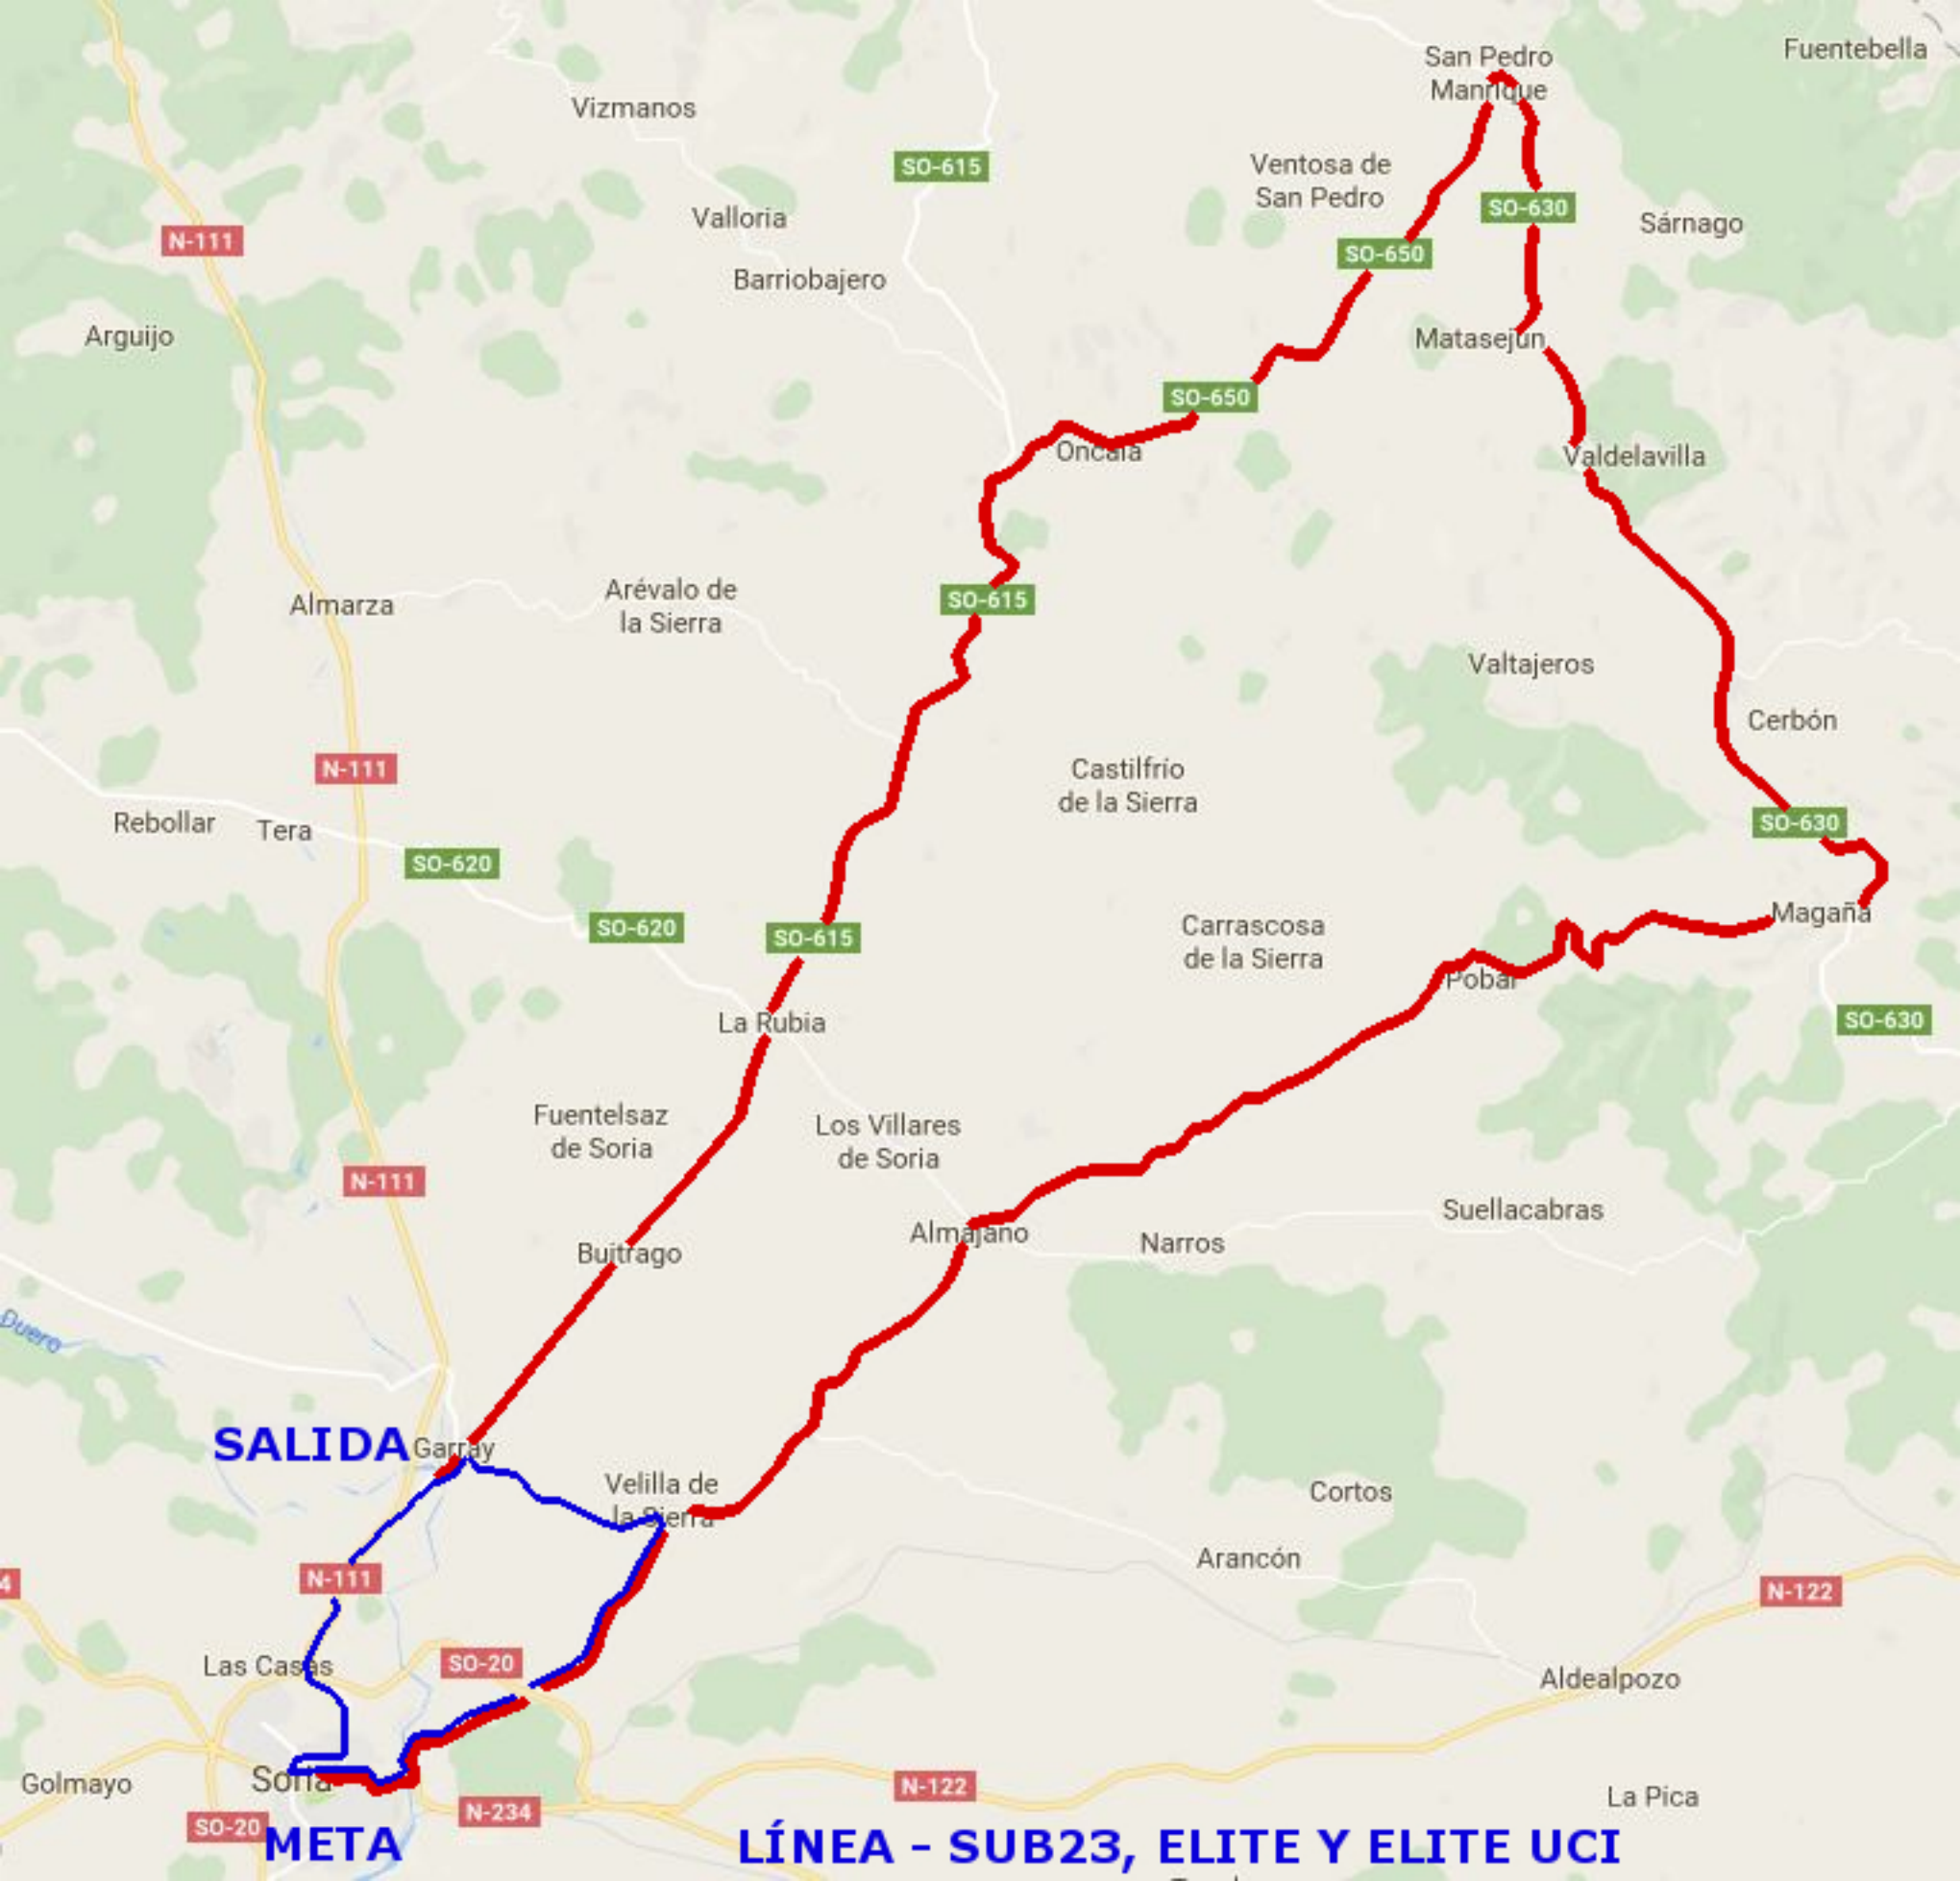 San Pedro
Manrique
Fuentebella
Vizmanos
SO-615
Ventosa de
San Pedro
SO-630
Valloria
Sárnago
N-111
SO-650
Barriobajero
Arguijo
Matasejún
SO-650
Oncala
Valdelavilla
Arévalo de
la Sierra
SO-615
Almarza
Valtajeros
Cerbón
N-111
Castilfrío
de la Sierra
Rebollar
Tera
SO-630
SO-620
Magaña
SO-620
SO-615
Carrascosa
de la Sierra
Pobar
La Rubia
SO-630
Fuentelsaz
de Soria
Los Villares
de Soria
N-111
Suellacabras
Almajano
Narros
Buitrago
Duero
SALIDA
Garray
Velilla de
la Sierra
Cortos
Arancón
N-111
4
N-122
Las Casas
SO-20
Aldealpozo
Soria
Golmayo
N-122
La Pica
N-234
SO-20
META
LÍNEA - SUB23, ELITE Y ELITE UCI